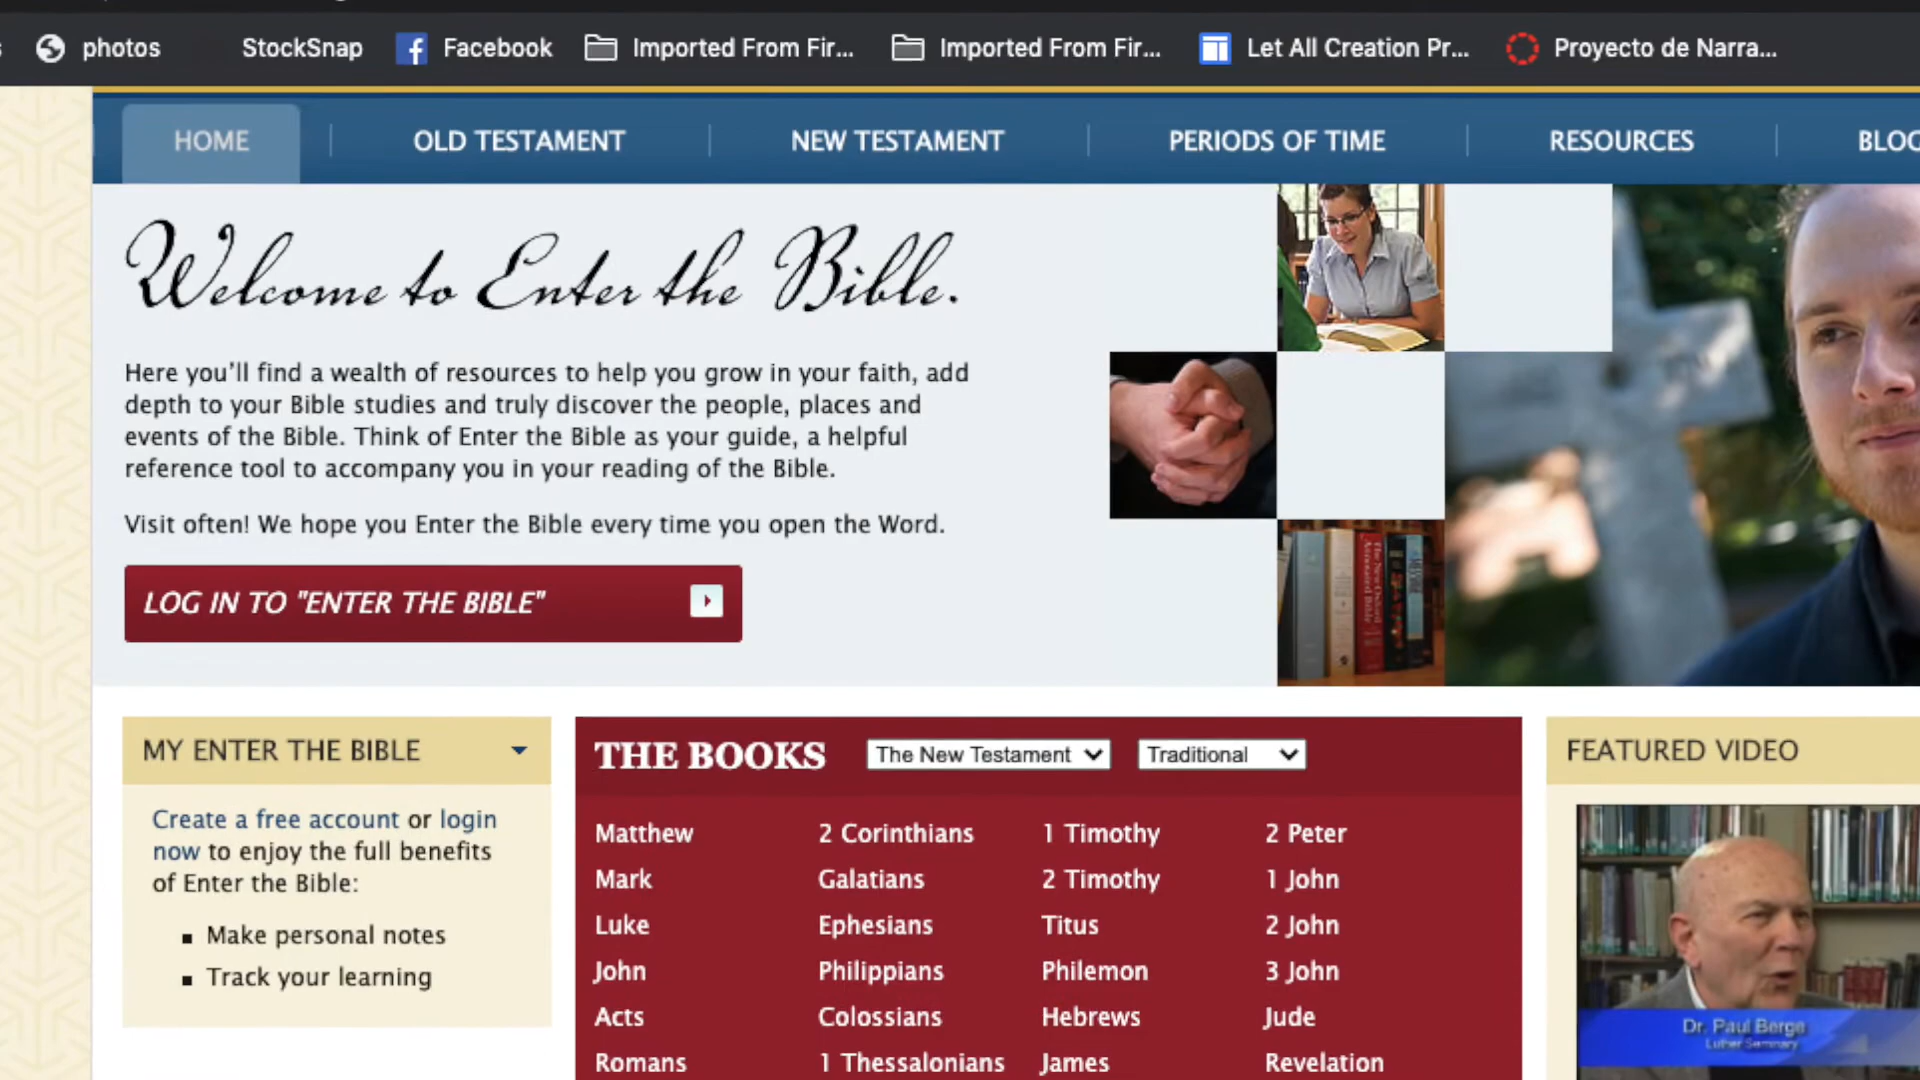 photos StockSnap Facebook Imported From Fir... Imported From Fir... Let All Creation Pr... Proyecto de Narra...
HOME OLD TESTAMENT NEW TESTAMENT PERIODS OF TIME RESOURCES
Welcome to Enter the Bible.
Here you'll find a wealth of resources to help you grow in your faith, add
depth to your Bible studies and truly discover the people, places and
events of the Bible. Think of Enter the Bible as your guide, a helpful
reference tool to accompany you in your reading of the Bible.
Visit often! We hope you Enter the Bible every time you open the Word.
LOG IN TO "ENTER THE BIBLE"
MY ENTER THE BIBLE
Create a free account or login
now to enjoy the full benefits
of Enter the Bible:
Make personal notes
Track your learning
THE BOOKS The New Testament Traditional
Matthew 2 Corinthians 1 Timothy 2 Peter
Mark Galatians 2 Timothy 1 John
Luke Ephesians Titus 2 John
John Philippians Philemon 3 John
Acts Colossians Hebrews Jude
Romans 1 Thessalonians James Revelation
FEATURED VIDEO
Dr. Paul Berge
Luther Seminary